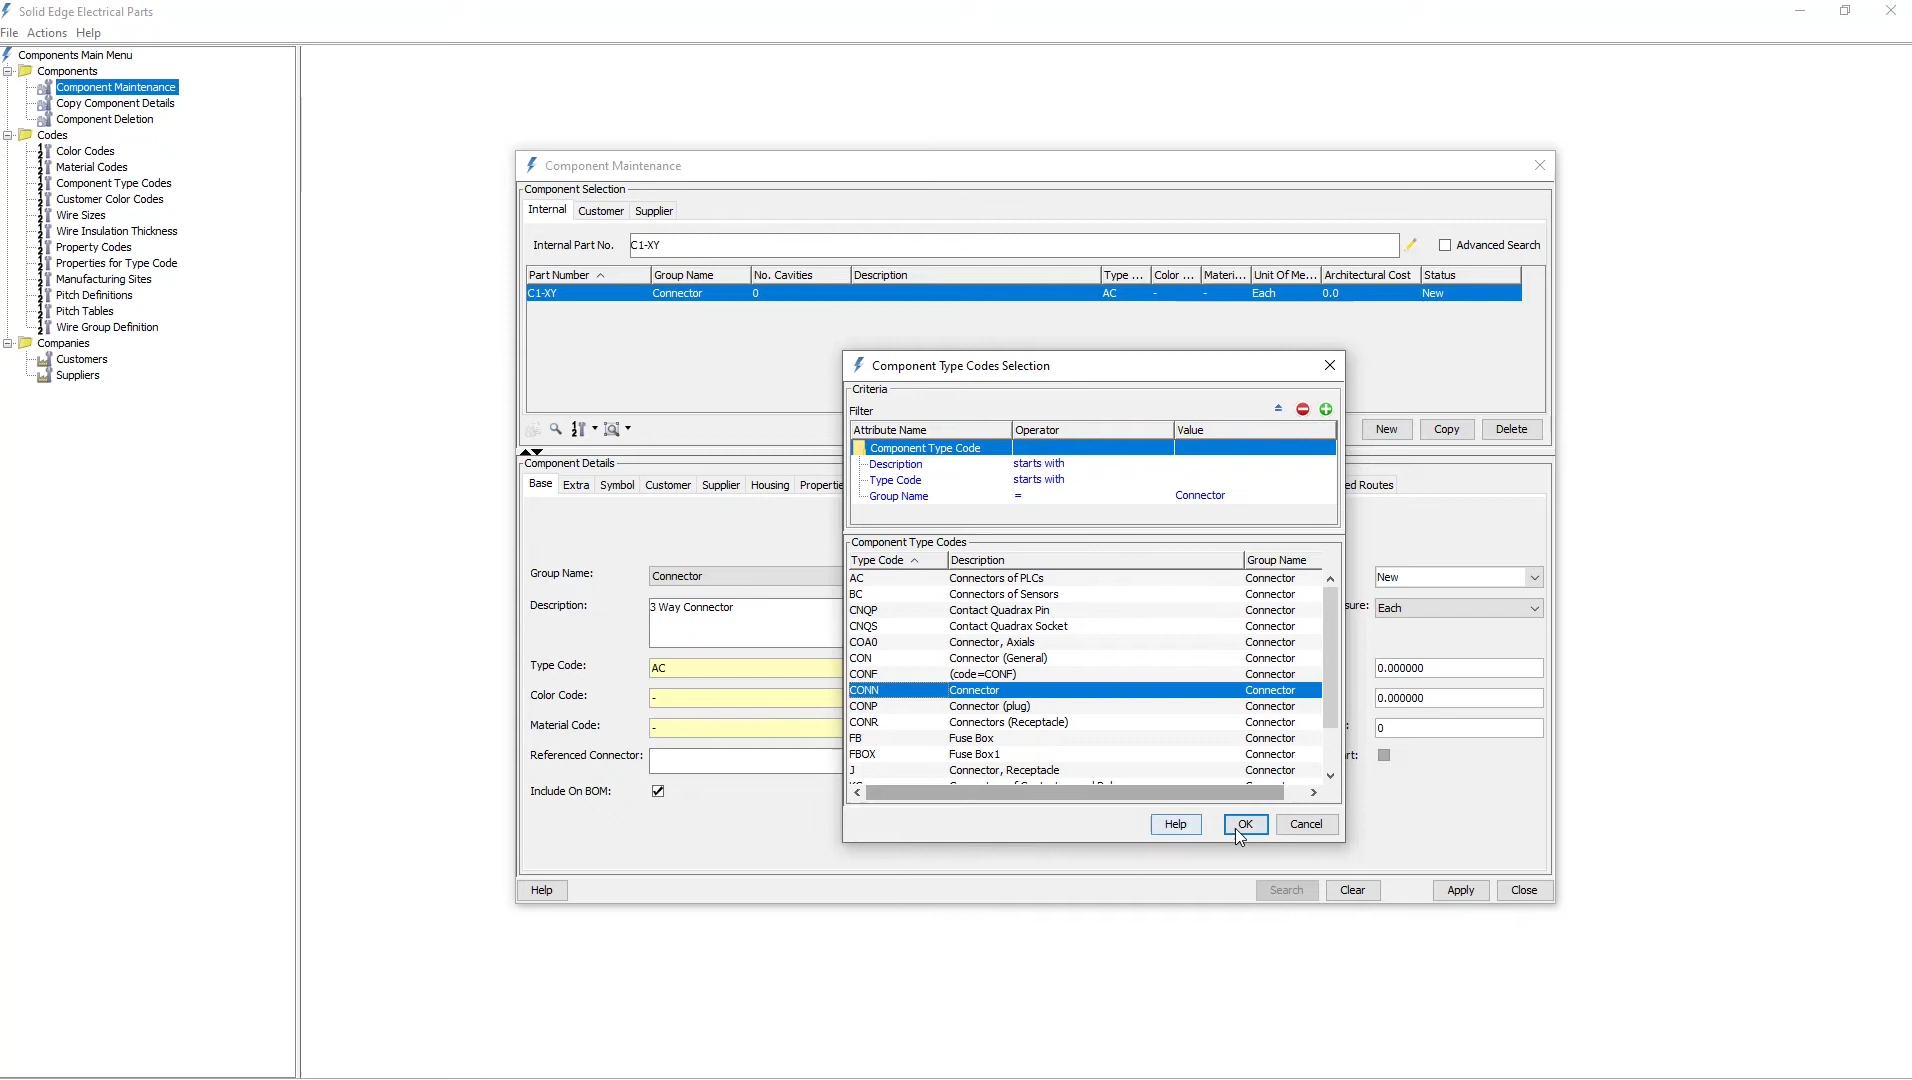 Solid Edge Electrical Parts
File Actions Help
Components Main Menu
Components
Component Maintenance
Copy Component Details
Component Deletion
Codes
Color Codes
Material Codes
Component Type Codes
Customer Color Codes
Wire Sizes
Wire Insulation Thickness
Property Codes
Properties for Type Code
Manufacturing Sites
Pitch Definitions
Pitch Tables
Wire Group Definition
Companies
Customers
Suppliers
Component Maintenance
Component Selection
Internal Customer Supplier
Internal Part No. C1-XY Advanced Search
Part Number Group Name No. Cavities Description Type ... Color ... Materi... Unit Of Me... Architectural Cost Status
C1-XY Connector 0 AC - - Each 0.0 New
New Copy Delete
Component Details
Base Extra Symbol Customer Supplier Housing Propertie ed Routes
Group Name: Connector New
Description: 3 Way Connector sure: Each
Type Code: AC 0.000000
Color Code: - 0.000000
Material Code: - : 0
Referenced Connector: rt:
Include On BOM:
Help Search Clear Apply Close
Component Type Codes Selection
Criteria
Filter
Attribute Name Operator Value
Component Type Code
Description starts with
Type Code starts with
Group Name = Connector
Component Type Codes
Type Code Description Group Name
AC Connectors of PLCs Connector
BC Connectors of Sensors Connector
CNQP Contact Quadrax Pin Connector
CNQS Contact Quadrax Socket Connector
COA0 Connector, Axials Connector
CON Connector (General) Connector
CONF (code=CONF) Connector
CONN Connector Connector
CONP Connector (plug) Connector
CONR Connectors (Receptacle) Connector
FB Fuse Box Connector
FBOX Fuse Box1 Connector
J Connector, Receptacle Connector
Help OK Cancel